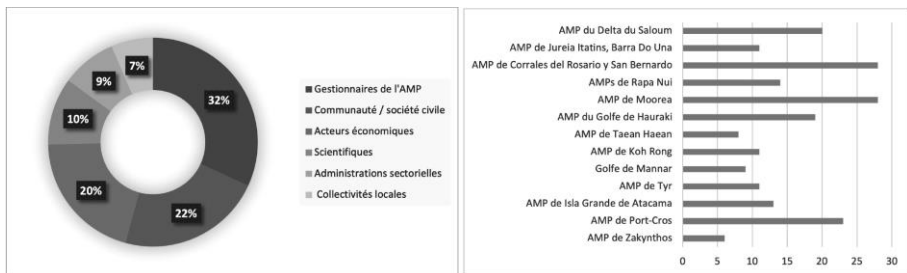 7%
9%
10%
20%
22%
32%
Gestionnaires de l'AMP
Communauté / société civile
Acteurs économiques
Scientifiques
Administrations sectorielles
Collectivités locales
AMP du Delta du Saloum
AMP de Jureia Itatins, Barra Do Una
AMP de Corrales del Rosario y San Bernardo
AMPs de Rapa Nui
AMP de Moorea
AMP du Golfe de Hauraki
AMP de Taean Haean
AMP de Koh Rong
Golfe de Mannar
AMP de Tyr
AMP de Isla Grande de Atacama
AMP de Port-Cros
AMP de Zakynthos
0 5 10 15 20 25 30